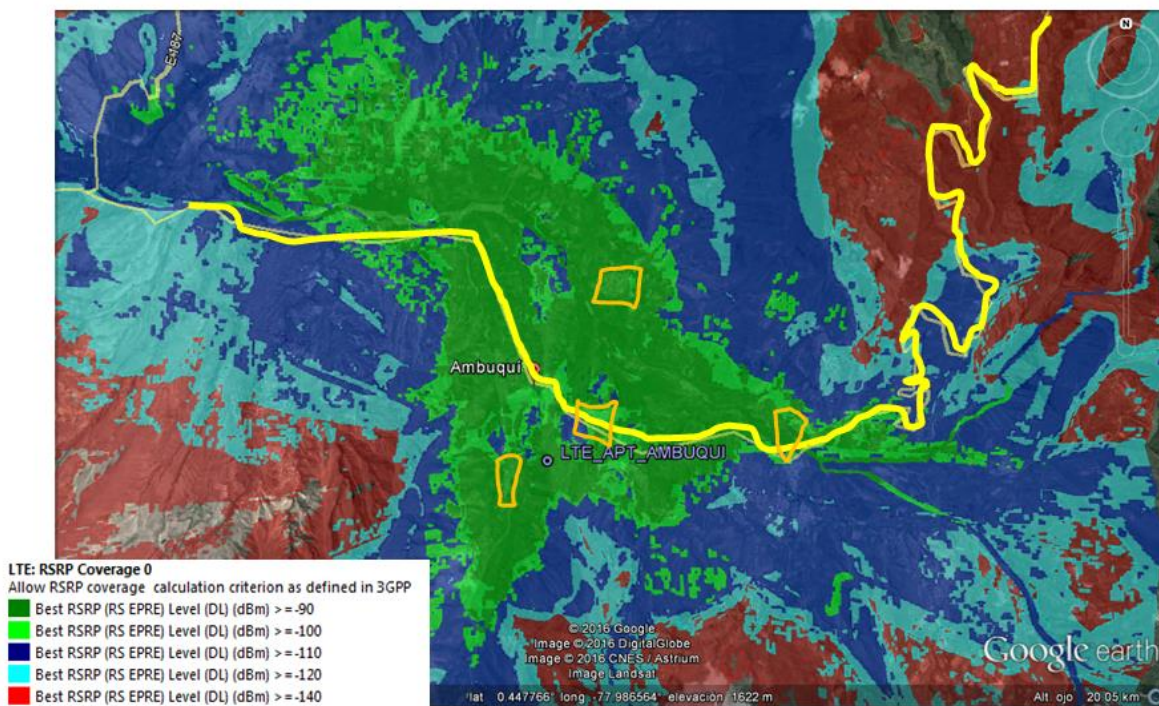 E-187
N
Ambuquí
LTE_APT_AMBUQUI
LTE: RSRP Coverage 0
Allow RSRP coverage calculation criterion as defined in 3GPP
Best RSRP (RS EPRE) Level (DL) (dBm) >=-90
Best RSRP (RS EPRE) Level (DL) (dBm) >=-100
Best RSRP (RS EPRE) Level (DL) (dBm) >=-110
Best RSRP (RS EPRE) Level (DL) (dBm) >=-120
Best RSRP (RS EPRE) Level (DL) (dBm) >=-140
© 2016 Google
Image © 2016 DigitalGlobe
Image © 2016 CNES / Astrium
Image Landsat
Google earth
lat 0.447766° long -77.986564° elevación 1622 m
Alt. ojo 20.05 km